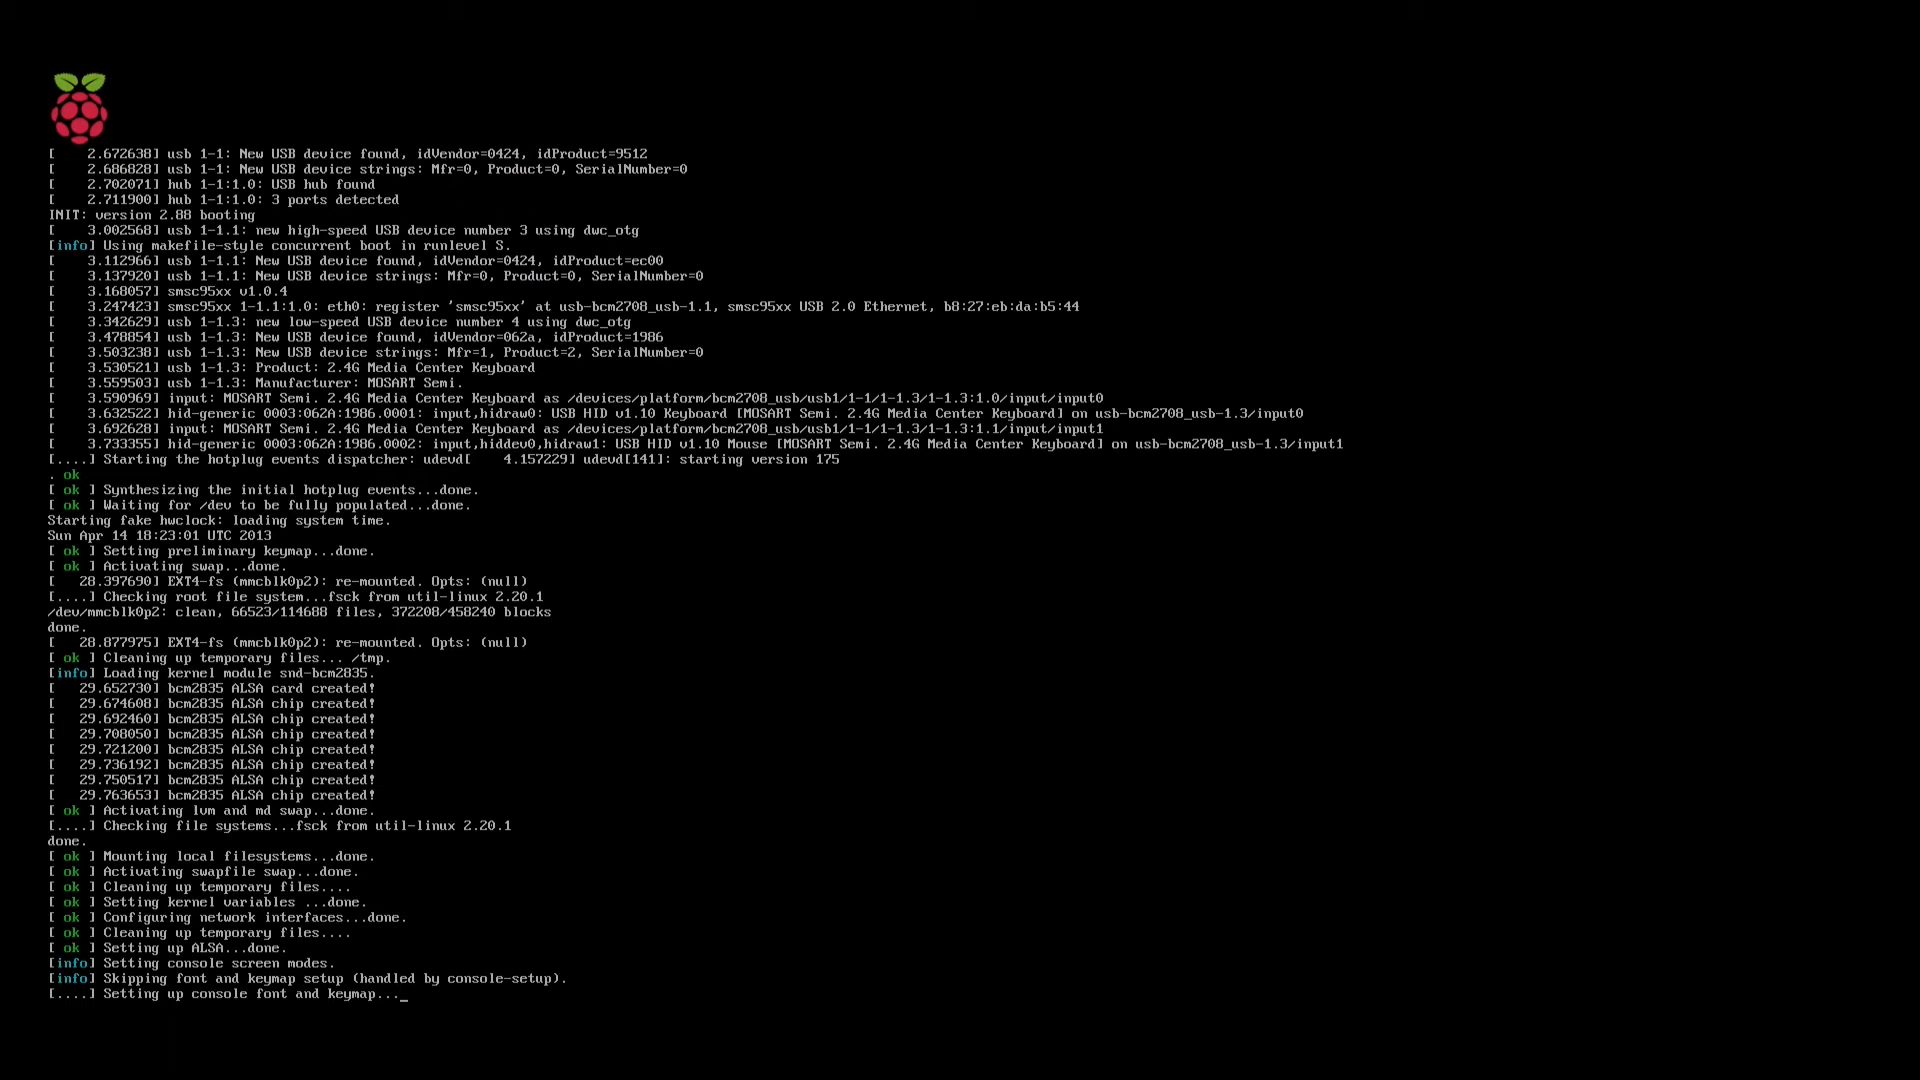 [    2.672638] usb 1-1: New USB device found, idVendor=0424, idProduct=9512
[    2.686828] usb 1-1: New USB device strings: Mfr=0, Product=0, SerialNumber=0
[    2.702071] hub 1-1:1.0: USB hub found
[    2.711900] hub 1-1:1.0: 3 ports detected
INIT: version 2.88 booting
[    3.002568] usb 1-1.1: new high-speed USB device number 3 using dwc_otg
[info] Using makefile-style concurrent boot in runlevel S.
[    3.112966] usb 1-1.1: New USB device found, idVendor=0424, idProduct=ec00
[    3.137920] usb 1-1.1: New USB device strings: Mfr=0, Product=0, SerialNumber=0
[    3.168057] smsc95xx v1.0.4
[    3.247423] smsc95xx 1-1.1:1.0: eth0: register 'smsc95xx' at usb-bcm2708_usb-1.1, smsc95xx USB 2.0 Ethernet, b8:27:eb:da:b5:44
[    3.342629] usb 1-1.3: new low-speed USB device number 4 using dwc_otg
[    3.478854] usb 1-1.3: New USB device found, idVendor=062a, idProduct=1986
[    3.503238] usb 1-1.3: New USB device strings: Mfr=1, Product=2, SerialNumber=0
[    3.530521] usb 1-1.3: Product: 2.4G Media Center Keyboard
[    3.559503] usb 1-1.3: Manufacturer: MOSART Semi.
[    3.590969] input: MOSART Semi. 2.4G Media Center Keyboard as /devices/platform/bcm2708_usb/usb1/1-1/1-1.3/1-1.3:1.0/input/input0
[    3.632522] hid-generic 0003:062A:1986.0001: input,hidraw0: USB HID v1.10 Keyboard [MOSART Semi. 2.4G Media Center Keyboard] on usb-bcm2708_usb-1.3/input0
[    3.692628] input: MOSART Semi. 2.4G Media Center Keyboard as /devices/platform/bcm2708_usb/usb1/1-1/1-1.3/1-1.3:1.1/input/input1
[    3.733355] hid-generic 0003:062A:1986.0002: input,hiddev0,hidraw1: USB HID v1.10 Mouse [MOSART Semi. 2.4G Media Center Keyboard] on usb-bcm2708_usb-1.3/input1
[....] Starting the hotplug events dispatcher: udevd[    4.157229] udevd[141]: starting version 175
. ok
[ ok ] Synthesizing the initial hotplug events...done.
[ ok ] Waiting for /dev to be fully populated...done.
Starting fake hwclock: loading system time.
Sun Apr 14 18:23:01 UTC 2013
[ ok ] Setting preliminary keymap...done.
[ ok ] Activating swap...done.
[   28.397690] EXT4-fs (mmcblk0p2): re-mounted. Opts: (null)
[....] Checking root file system...fsck from util-linux 2.20.1
/dev/mmcblk0p2: clean, 66523/114688 files, 372208/458240 blocks
done.
[   28.877975] EXT4-fs (mmcblk0p2): re-mounted. Opts: (null)
[ ok ] Cleaning up temporary files... /tmp.
[info] Loading kernel module snd-bcm2835.
[   29.652730] bcm2835 ALSA card created!
[   29.674608] bcm2835 ALSA chip created!
[   29.692460] bcm2835 ALSA chip created!
[   29.708050] bcm2835 ALSA chip created!
[   29.721200] bcm2835 ALSA chip created!
[   29.736192] bcm2835 ALSA chip created!
[   29.750517] bcm2835 ALSA chip created!
[   29.763653] bcm2835 ALSA chip created!
[ ok ] Activating lvm and md swap...done.
[....] Checking file systems...fsck from util-linux 2.20.1
done.
[ ok ] Mounting local filesystems...done.
[ ok ] Activating swapfile swap...done.
[ ok ] Cleaning up temporary files....
[ ok ] Setting kernel variables ...done.
[ ok ] Configuring network interfaces...done.
[ ok ] Cleaning up temporary files....
[ ok ] Setting up ALSA...done.
[info] Setting console screen modes.
[info] Skipping font and keymap setup (handled by console-setup).
[....] Setting up console font and keymap..._